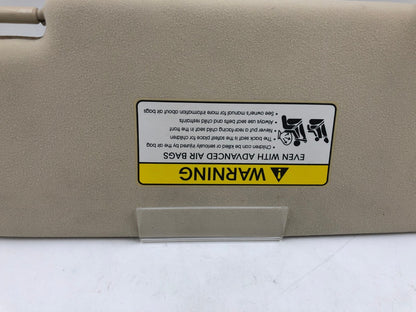 WARNING
EVEN WITH ADVANCED AIR BAGS
• Children can be killed or seriously injured by the air bag
• The back seat is the safest place for children
• Never put a rearfacing child seat in the front
• Always use seat belts and child restraints
• See owner's manual for more information about air bags